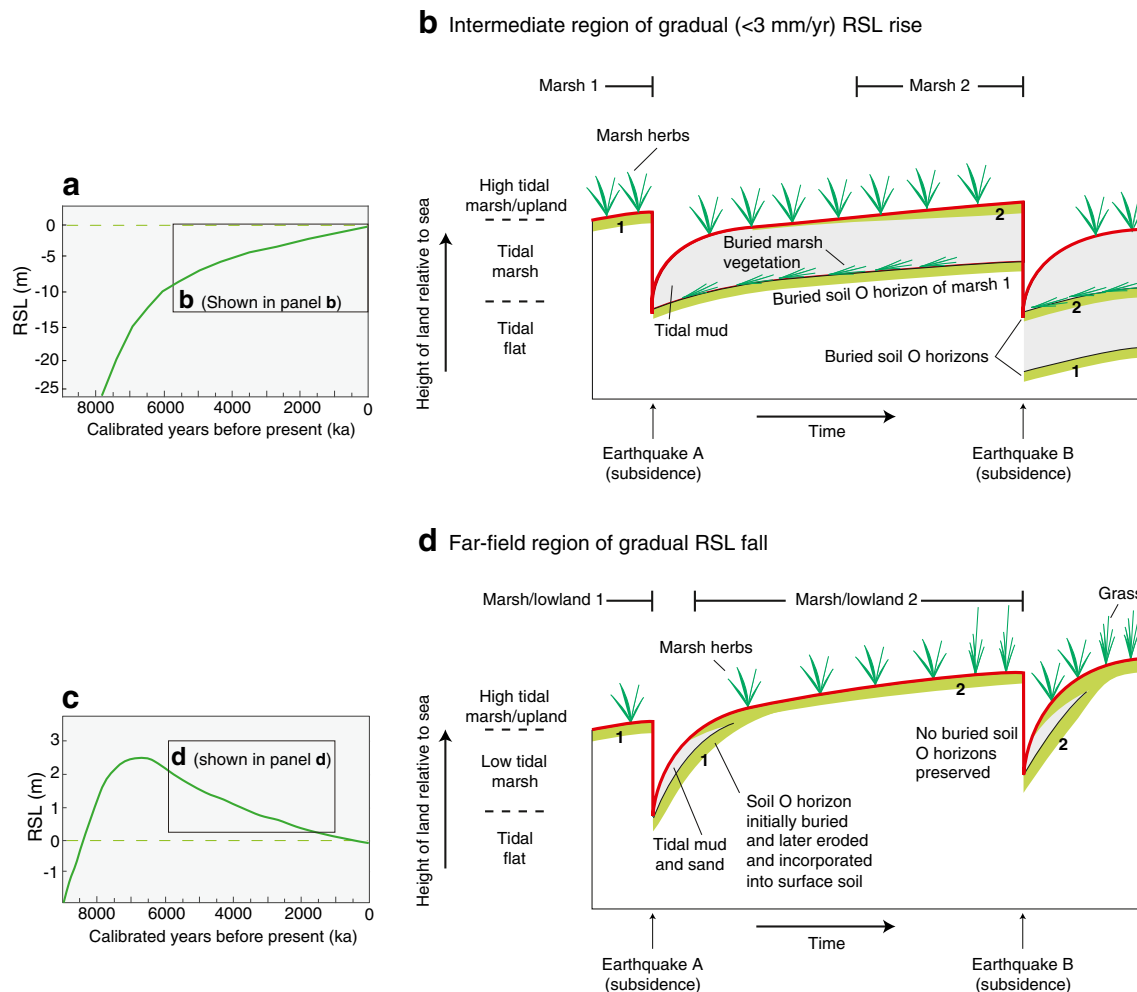 b Intermediate region of gradual (<3 mm/yr) RSL rise
Marsh 1
Marsh 2
Marsh herbs
High tidal
marsh/upland
Tidal
marsh
Tidal
flat
Height of land relative to sea
1
2
Buried marsh
vegetation
Buried soil O horizon of marsh 1
Tidal mud
Buried soil O horizons
2
1
Time
Earthquake A
(subsidence)
Earthquake B
(subsidence)
a
0
-5
-10
-15
-20
-25
RSL (m)
b (Shown in panel b)
8000
6000
4000
2000
0
Calibrated years before present (ka)
d Far-field region of gradual RSL fall
Marsh/lowland 1
Marsh/lowland 2
Grass
Marsh herbs
High tidal
marsh/upland
Low tidal
marsh
Tidal
flat
Height of land relative to sea
1
1
2
2
No buried soil
O horizons
preserved
Tidal mud
and sand
Soil O horizon
initially buried
and later eroded
and incorporated
into surface soil
Time
Earthquake A
(subsidence)
Earthquake B
(subsidence)
c
3
2
1
0
-1
RSL (m)
d (shown in panel d)
8000
6000
4000
2000
0
Calibrated years before present (ka)